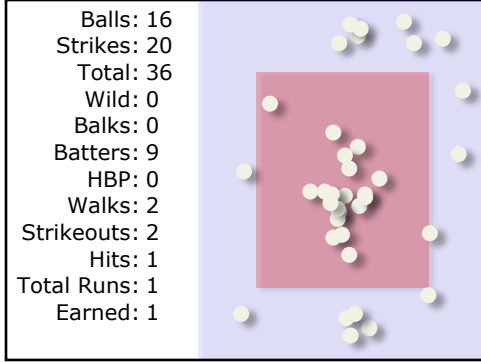 Balls: 16
Strikes: 20
Total: 36
Wild: 0
Balks: 0
Batters: 9
HBP: 0
Walks: 2
Strikeouts: 2
Hits: 1
Total Runs: 1
Earned: 1